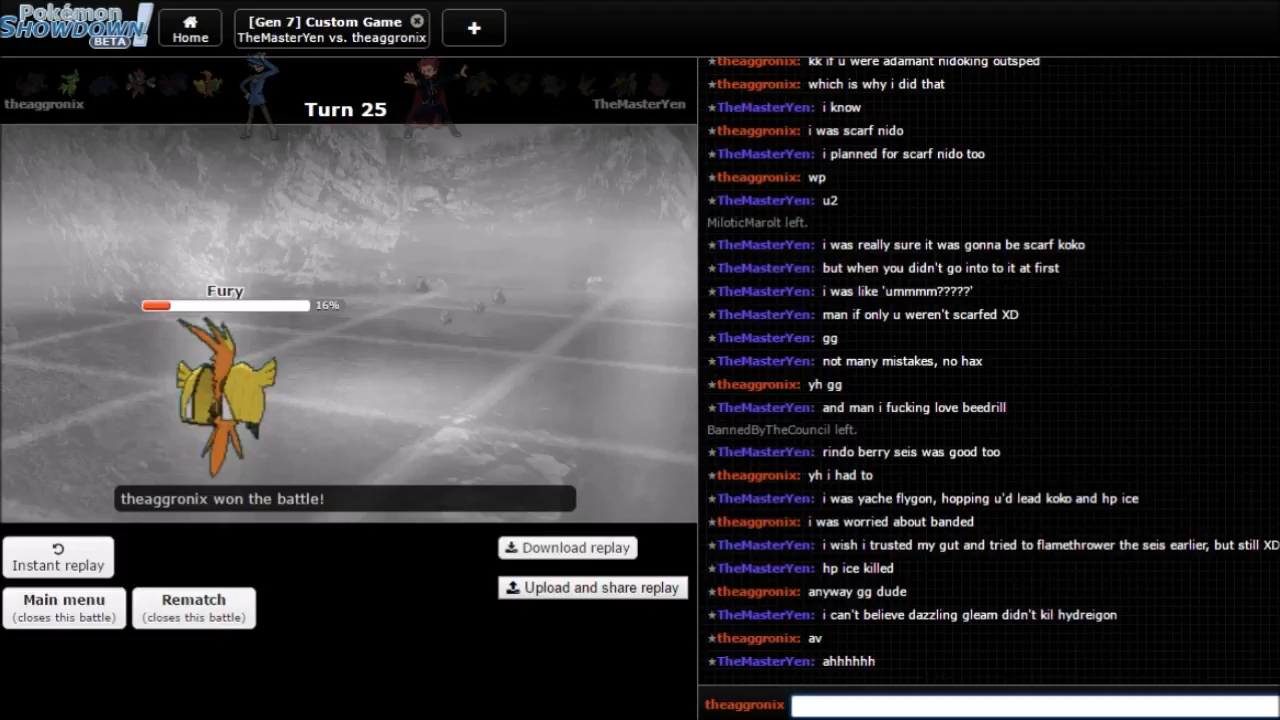 Pokémon
SHOWDOWN!
BETA
Home
[Gen 7] Custom Game
TheMasterYen vs. theaggronix
+
theaggronix
Turn 25
TheMasterYen
Fury
16%
theaggronix won the battle!
Instant replay
Download replay
Upload and share replay
Main menu
(closes this battle)
Rematch
(closes this battle)
★theaggronix: kk if u were adamant nidoking outsped
★theaggronix: which is why i did that
★TheMasterYen: i know
★theaggronix: i was scarf nido
★TheMasterYen: i planned for scarf nido too
★theaggronix: wp
★TheMasterYen: u2
MiloticMarolt left.
★TheMasterYen: i was really sure it was gonna be scarf koko
★TheMasterYen: but when you didn't go into to it at first
★TheMasterYen: i was like 'ummmm?????'
★TheMasterYen: man if only u weren't scarfed XD
★TheMasterYen: gg
★TheMasterYen: not many mistakes, no hax
★theaggronix: yh gg
★TheMasterYen: and man i fucking love beedrill
BannedByTheCouncil left.
★TheMasterYen: rindo berry seis was good too
★theaggronix: yh i had to
★TheMasterYen: i was yache flygon, hopping u'd lead koko and hp ice
★theaggronix: i was worried about banded
★TheMasterYen: i wish i trusted my gut and tried to flamethrower the seis earlier, but still XD
★TheMasterYen: hp ice killed
★theaggronix: anyway gg dude
★TheMasterYen: i can't believe dazzling gleam didn't kil hydreigon
★theaggronix: av
★TheMasterYen: ahhhhhh
theaggronix